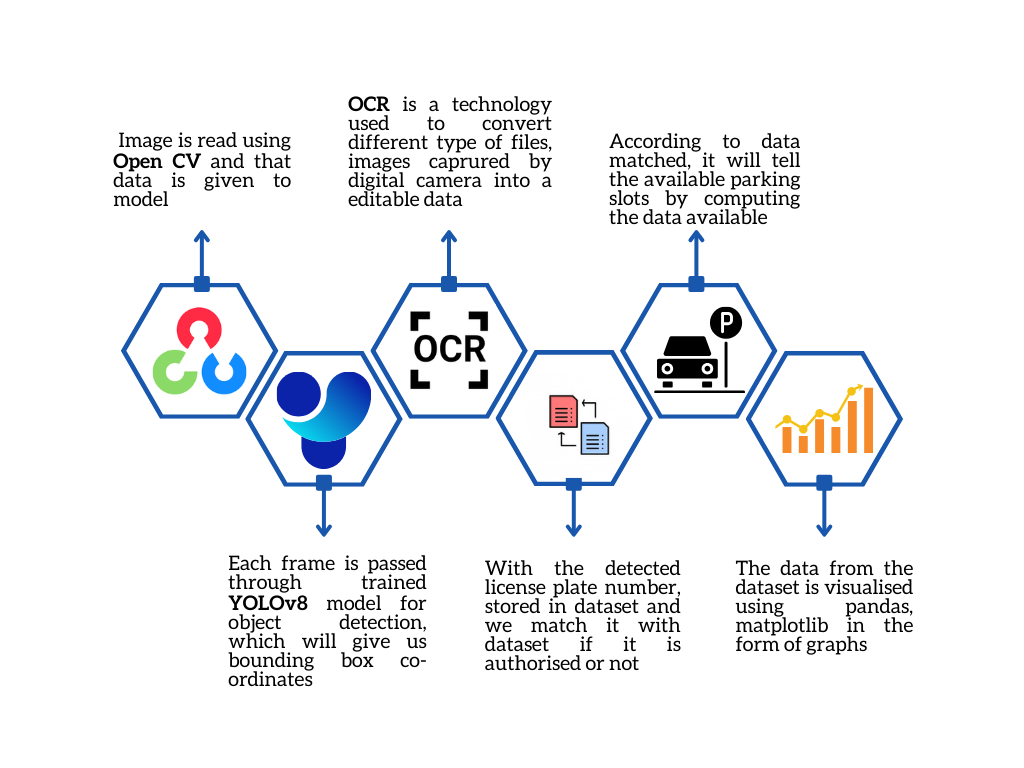 Image is read using
Open CV and that
data is given to
model
OCR is a technology
used to convert
different type of files,
images caprured by
digital camera into a
editable data
According to data
matched, it will tell
the available parking
slots by computing
the data available
OCR
P
Each frame is passed
through trained
YOLOv8 model for
object detection,
which will give us
bounding box co-
ordinates
With the detected
license plate number,
stored in dataset and
we match it with
dataset if it is
authorised or not
The data from the
dataset is visualised
using pandas,
matplotlib in the
form of graphs